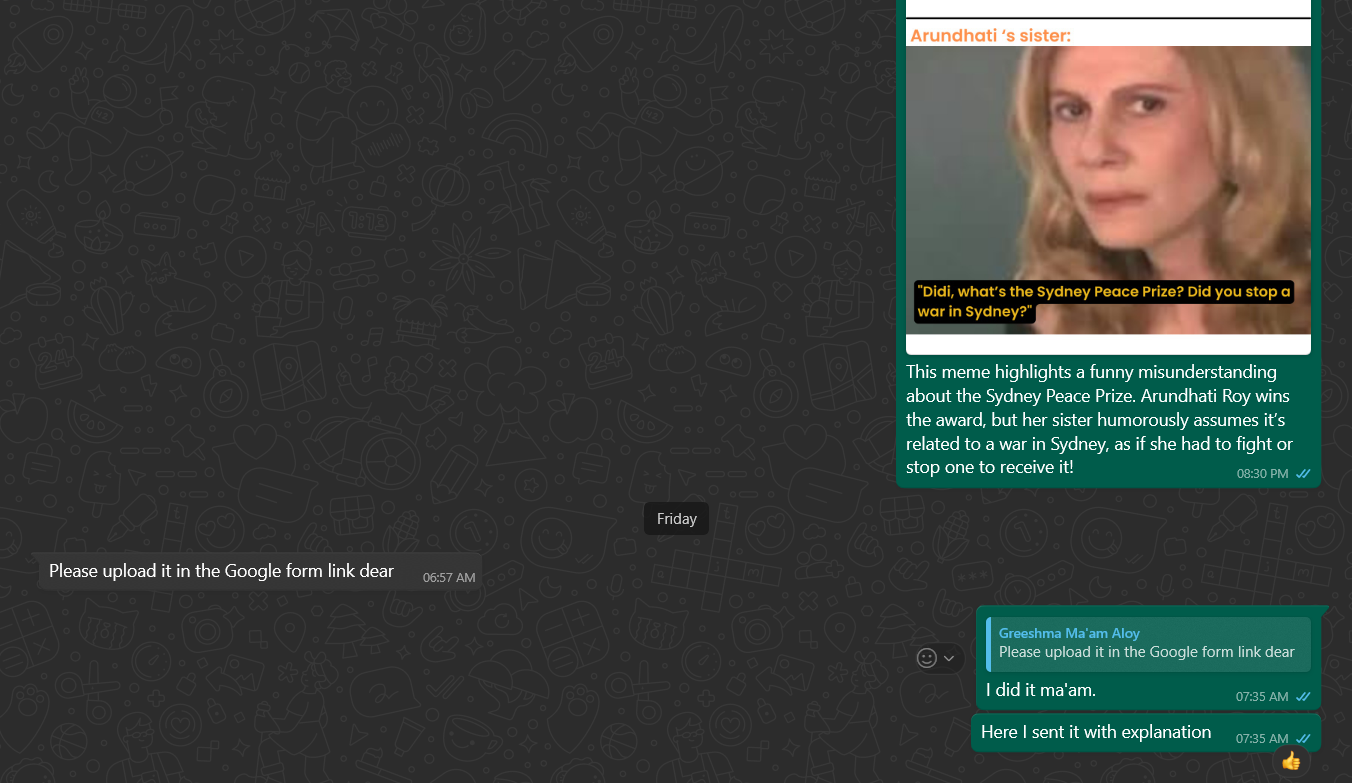 Arundhati ‘s sister:
"Didi, what’s the Sydney Peace Prize? Did you stop a
war in Sydney?"
This meme highlights a funny misunderstanding
about the Sydney Peace Prize. Arundhati Roy wins
the award, but her sister humorously assumes it’s
related to a war in Sydney, as if she had to fight or
stop one to receive it!
08:30 PM
Friday
Please upload it in the Google form link dear
06:57 AM
Greeshma Ma'am Aloy
Please upload it in the Google form link dear
I did it ma'am.
07:35 AM
Here I sent it with explanation
07:35 AM